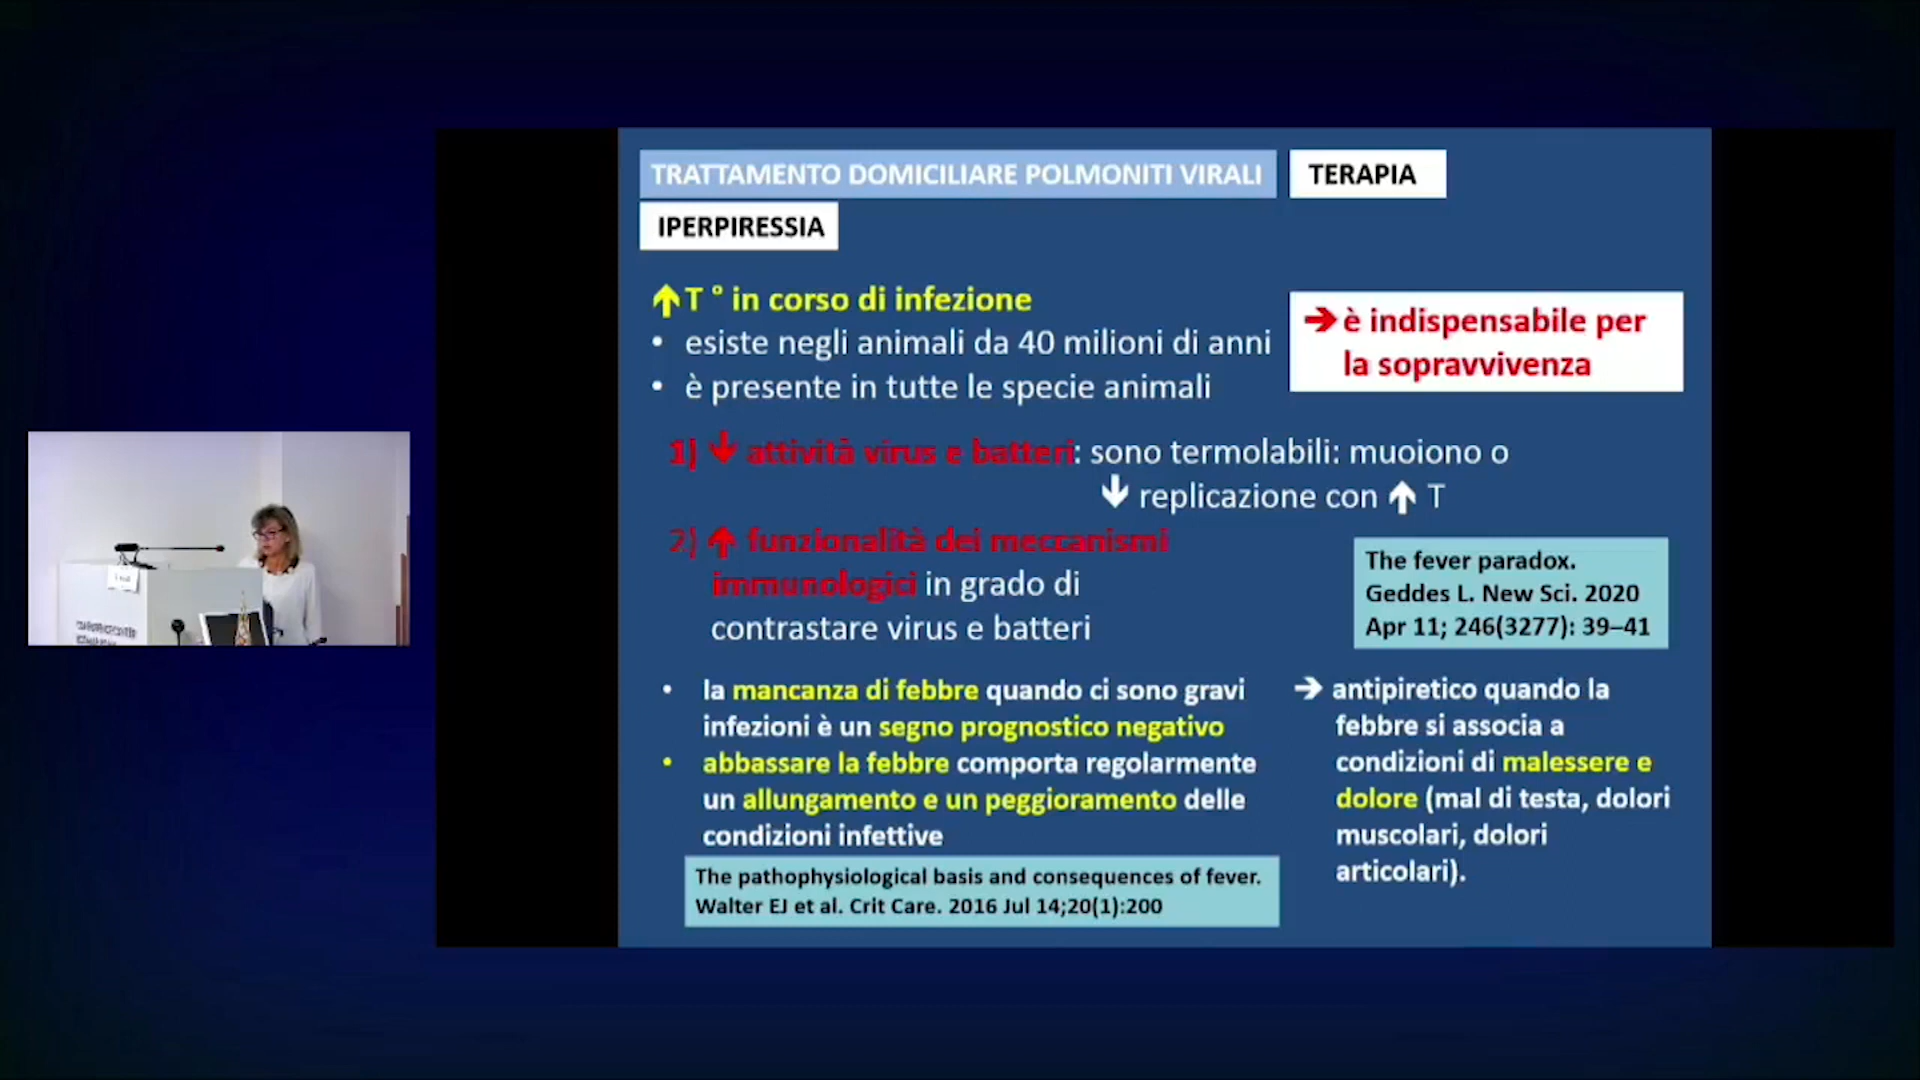 TRATTAMENTO DOMICILIARE POLMONITI VIRALI
TERAPIA
IPERPIRESSIA
↑ T ° in corso di infezione
• esiste negli animali da 40 milioni di anni
• è presente in tutte le specie animali
→ è indispensabile per
la sopravvivenza
1) ↓ attività virus e batteri: sono termolabili: muoiono o
↓ replicazione con ↑ T
2) ↑ funzionalità dei meccanismi
immunologici in grado di
contrastare virus e batteri
The fever paradox.
Geddes L. New Sci. 2020
Apr 11; 246(3277): 39–41
• la mancanza di febbre quando ci sono gravi
infezioni è un segno prognostico negativo
• abbassare la febbre comporta regolarmente
un allungamento e un peggioramento delle
condizioni infettive
The pathophysiological basis and consequences of fever.
Walter EJ et al. Crit Care. 2016 Jul 14;20(1):200
→ antipiretico quando la
febbre si associa a
condizioni di malessere e
dolore (mal di testa, dolori
muscolari, dolori
articolari).